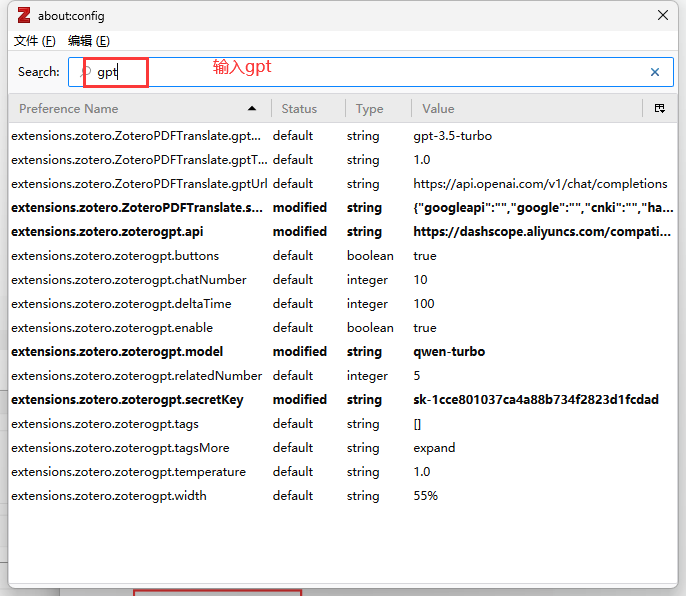 about:config
文件 (F) 编辑 (E)
Search: gpt 输入gpt
Preference Name Status Type Value
extensions.zotero.ZoteroPDFTranslate.gpt... default string gpt-3.5-turbo
extensions.zotero.ZoteroPDFTranslate.gptT... default string 1.0
extensions.zotero.ZoteroPDFTranslate.gptUrl default string https://api.openai.com/v1/chat/completions
extensions.zotero.ZoteroPDFTranslate.s... modified string {"googleapi":"","google":"","cnki":"","ha...
extensions.zotero.zoterogpt.api modified string https://dashscope.aliyuncs.com/compati...
extensions.zotero.zoterogpt.buttons default boolean true
extensions.zotero.zoterogpt.chatNumber default integer 10
extensions.zotero.zoterogpt.deltaTime default integer 100
extensions.zotero.zoterogpt.enable default boolean true
extensions.zotero.zoterogpt.model modified string qwen-turbo
extensions.zotero.zoterogpt.relatedNumber default integer 5
extensions.zotero.zoterogpt.secretKey modified string sk-1cce801037ca4a88b734f2823d1fcdad
extensions.zotero.zoterogpt.tags default string []
extensions.zotero.zoterogpt.tagsMore default string expand
extensions.zotero.zoterogpt.temperature default string 1.0
extensions.zotero.zoterogpt.width default string 55%